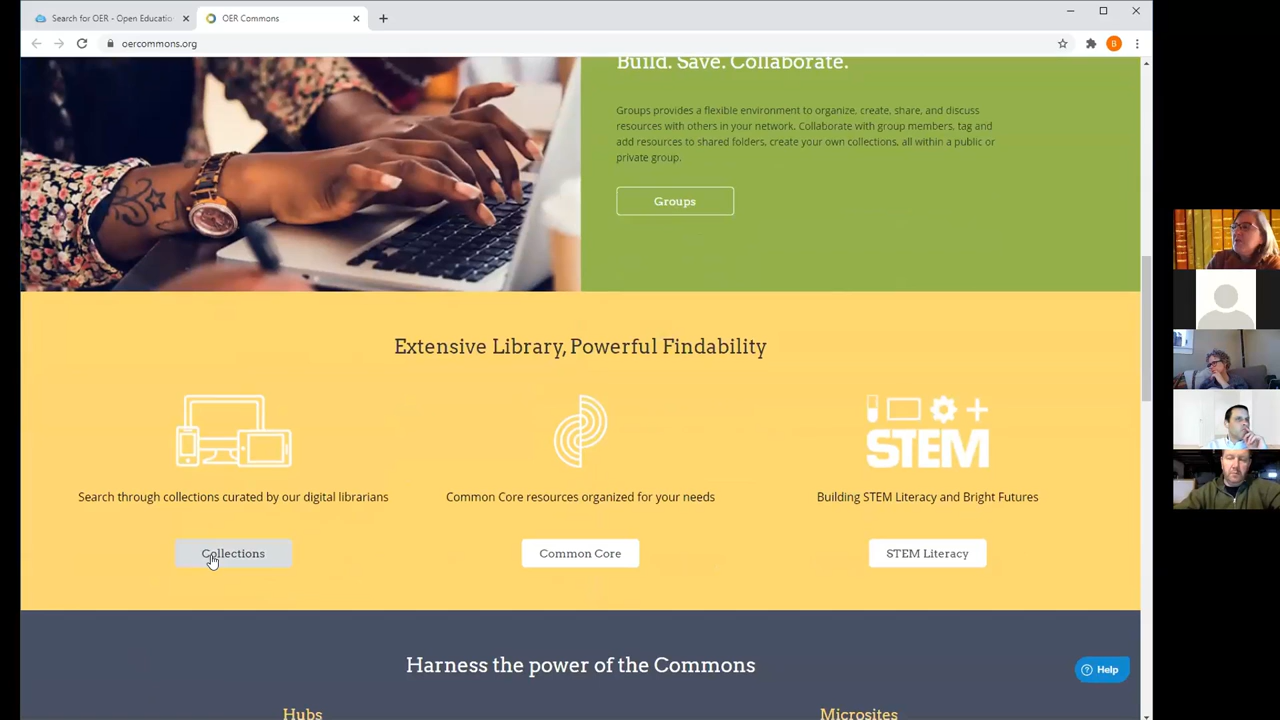 Search for OER - Open Educatio
OER Commons
oercommons.org
B
Build. Save. Collaborate.
Groups provides a flexible environment to organize, create, share, and discuss
resources with others in your network. Collaborate with group members, tag and
add resources to shared folders, create your own collections, all within a public or
private group.
Groups
Extensive Library, Powerful Findability
STEM
Search through collections curated by our digital librarians
Common Core resources organized for your needs
Building STEM Literacy and Bright Futures
Collections
Common Core
STEM Literacy
Harness the power of the Commons
Help
Hubs
Microsites